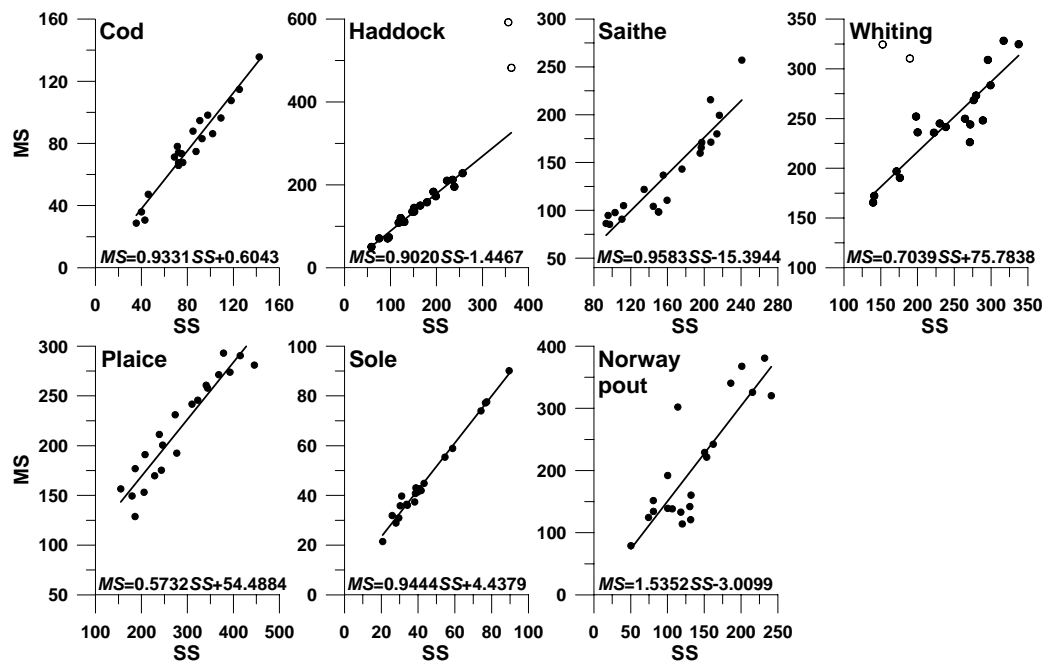 Cod
160
120
80
40
0
MS
MS=0.9331SS+0.6043
0 40 80 120 160
SS
Haddock
600
400
200
0
MS=0.9020SS-1.4467
0 100 200 300 400
SS
Saithe
300
250
200
150
100
50
MS=0.9583SS-15.3944
80 120 160 200 240 280
SS
Whiting
350
300
250
200
150
100
MS=0.7039SS+75.7838
100 150 200 250 300 350
SS
Plaice
300
250
200
150
100
50
MS
MS=0.5732SS+54.4884
100 200 300 400 500
SS
Sole
100
80
60
40
20
0
MS=0.9444SS+4.4379
0 20 40 60 80 100
SS
Norway
pout
400
300
200
100
0
MS=1.5352SS-3.0099
0 50 100 150 200 250
SS